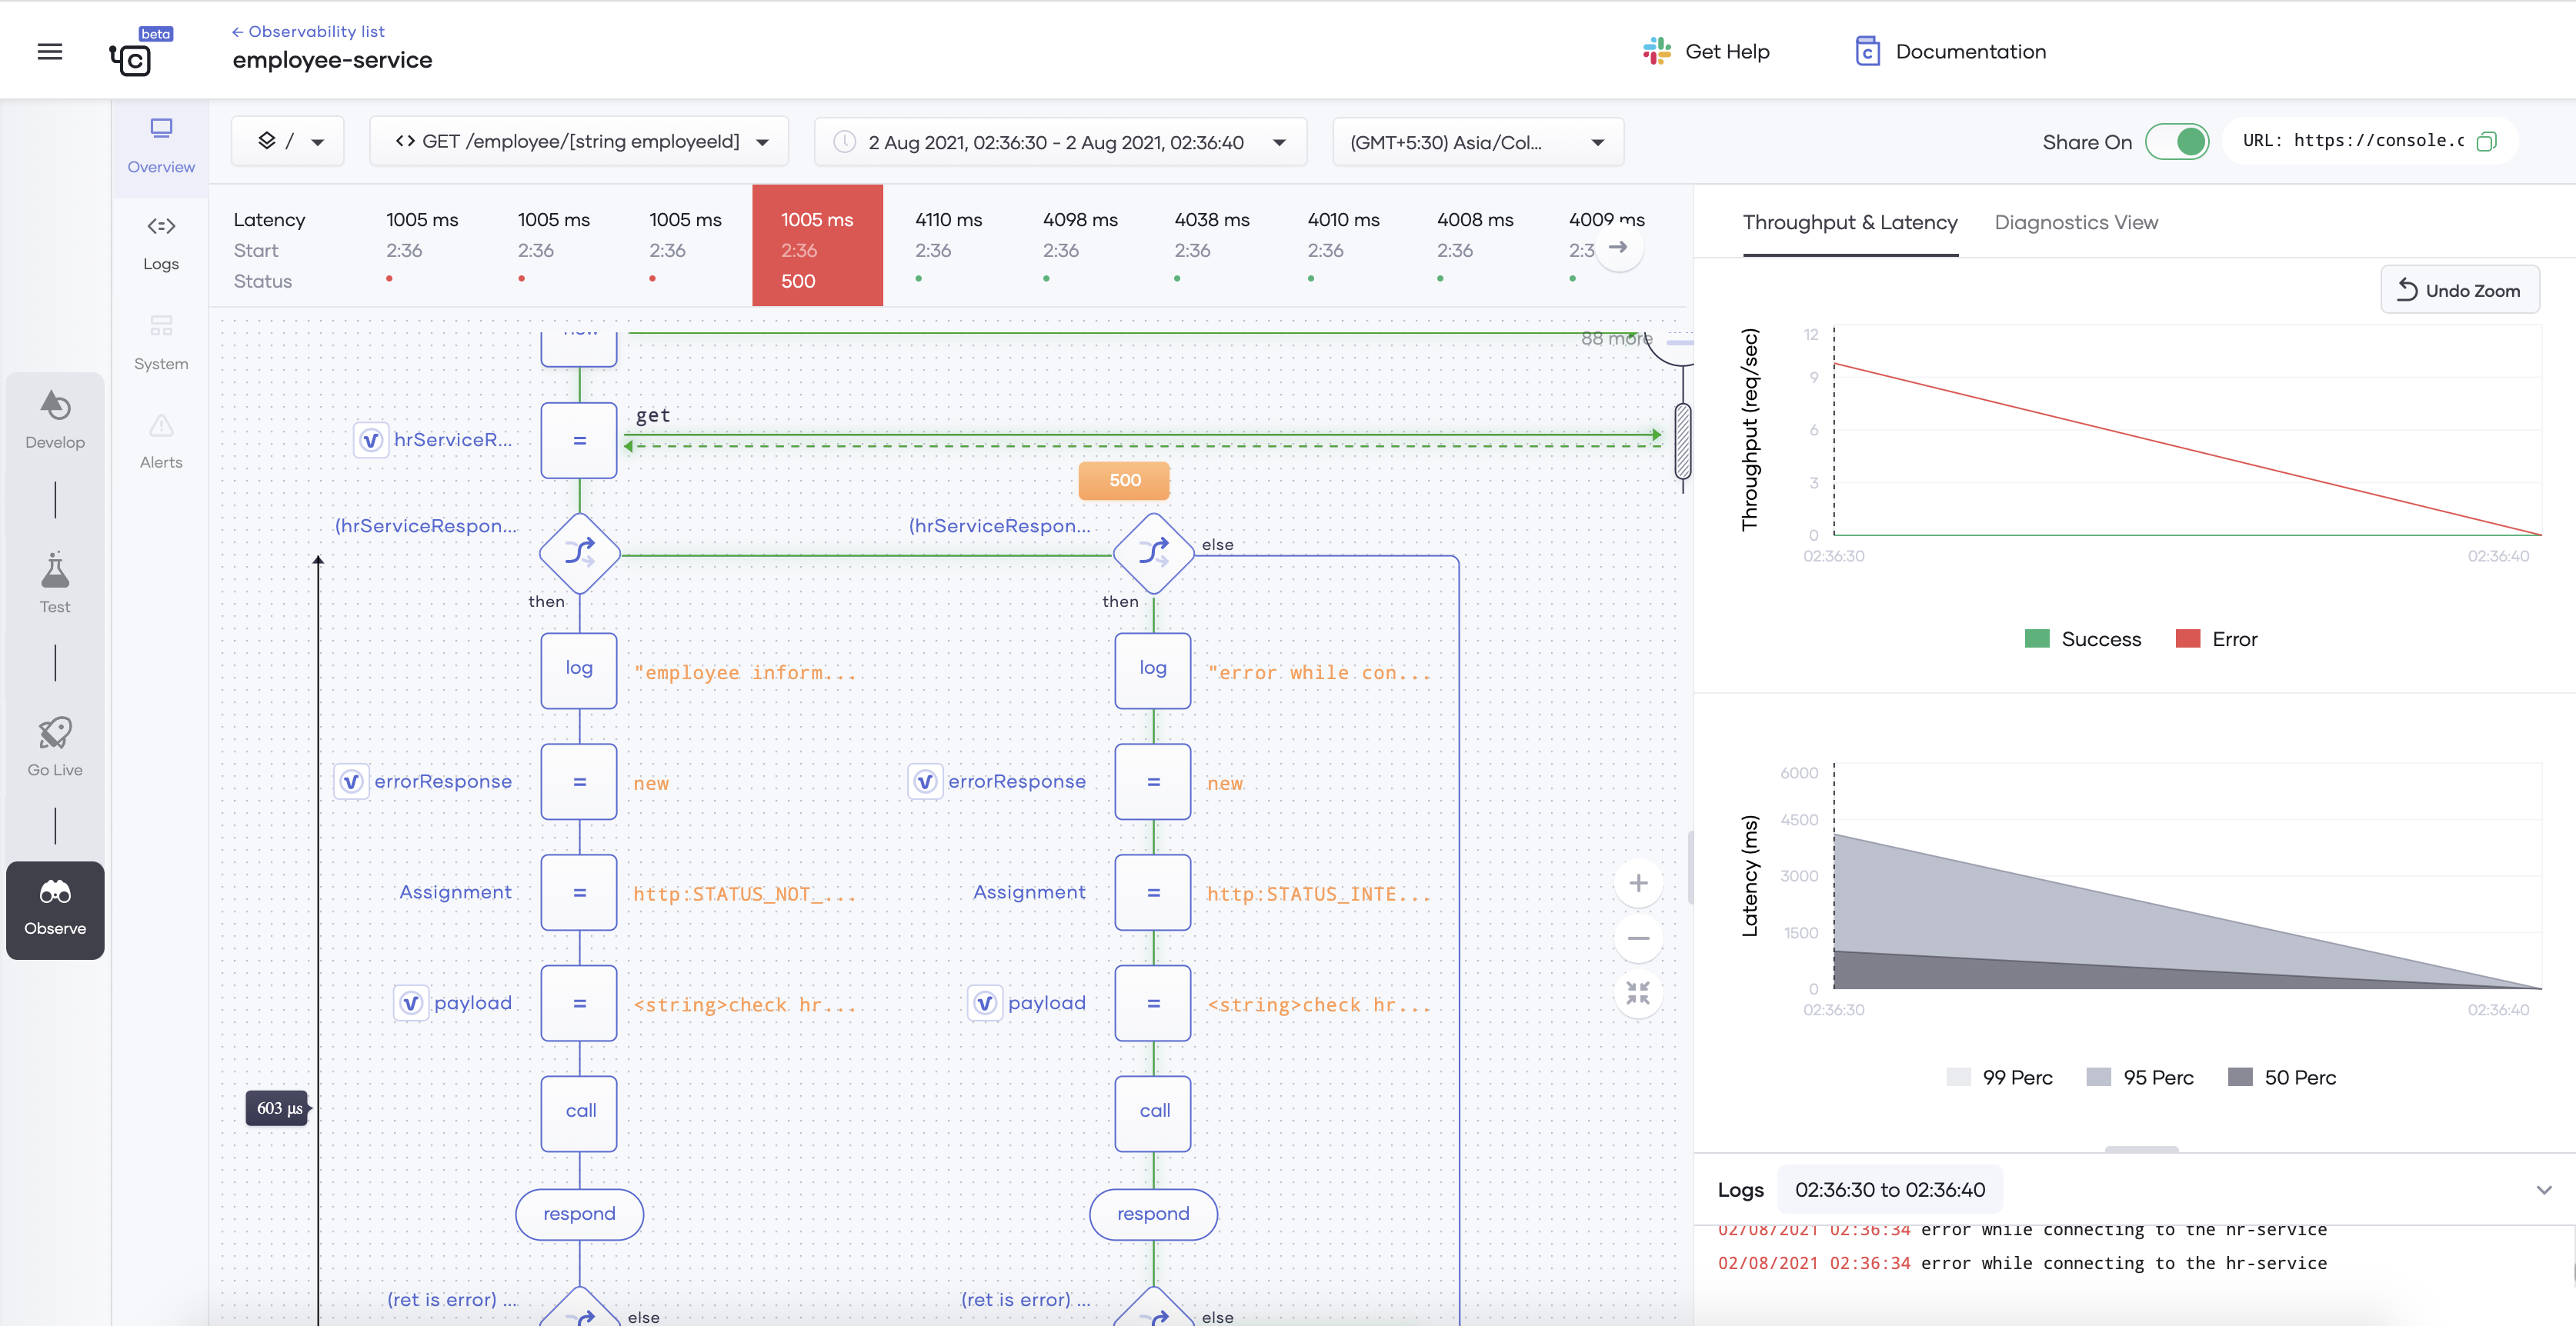 beta
← Observability list
employee-service
Get Help
Documentation
Overview
Logs
System
Alerts
Develop
Test
Go Live
Observe
/
<> GET /employee/[string employeeId]
2 Aug 2021, 02:36:30 - 2 Aug 2021, 02:36:40
(GMT+5:30) Asia/Col...
Share On
URL: https://console.c
Latency 1005 ms 1005 ms 1005 ms 1005 ms 4110 ms 4098 ms 4038 ms 4010 ms 4008 ms 4009 ms
Start 2:36 2:36 2:36 2:36 2:36 2:36 2:36 2:36 2:36 2:3
Status 500
88 more
hrServiceR...
=
get
500
(hrServiceRespon...
(hrServiceRespon...
else
then
then
log
"employee inform...
log
"error while con...
errorResponse
=
new
errorResponse
=
new
Assignment
=
http:STATUS_NOT_...
Assignment
=
http:STATUS_INTE...
payload
=
<string>check hr...
payload
=
<string>check hr...
603 µs
call
call
respond
respond
(ret is error) ...
else
(ret is error) ...
else
Throughput & Latency
Diagnostics View
Undo Zoom
Throughput (req/sec)
12
9
6
3
0
02:36:30
02:36:40
Success
Error
Latency (ms)
6000
4500
3000
1500
0
02:36:30
02:36:40
99 Perc
95 Perc
50 Perc
Logs
02:36:30 to 02:36:40
02/08/2021 02:36:34 error while connecting to the hr-service
02/08/2021 02:36:34 error while connecting to the hr-service